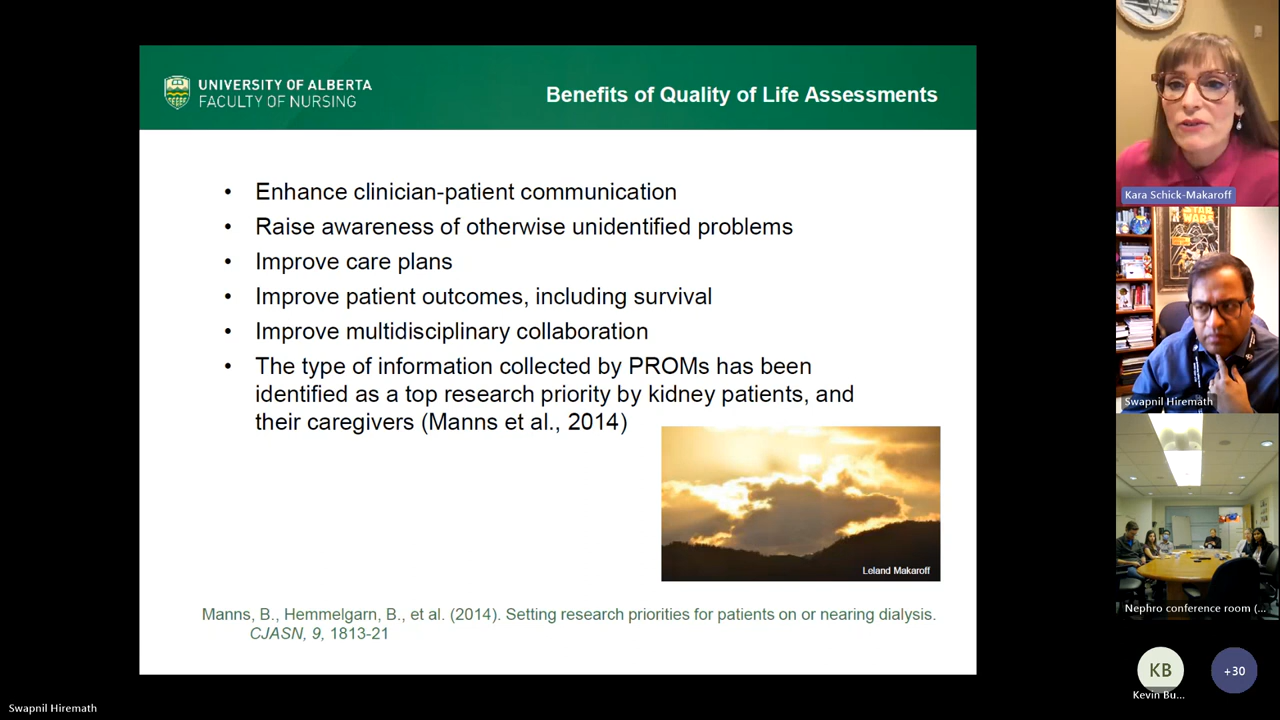 UNIVERSITY OF ALBERTA
FACULTY OF NURSING
Benefits of Quality of Life Assessments
• Enhance clinician-patient communication
• Raise awareness of otherwise unidentified problems
• Improve care plans
• Improve patient outcomes, including survival
• Improve multidisciplinary collaboration
• The type of information collected by PROMs has been
identified as a top research priority by kidney patients, and
their caregivers (Manns et al., 2014)
Leland Makaroff
Manns, B., Hemmelgarn, B., et al. (2014). Setting research priorities for patients on or nearing dialysis.
CJASN, 9, 1813-21
Kara Schick-Makaroff
STAR
WARS
Swapnil Hiremath
Nephro conference room (...
KB
Kevin Bu...
+30
Swapnil Hiremath